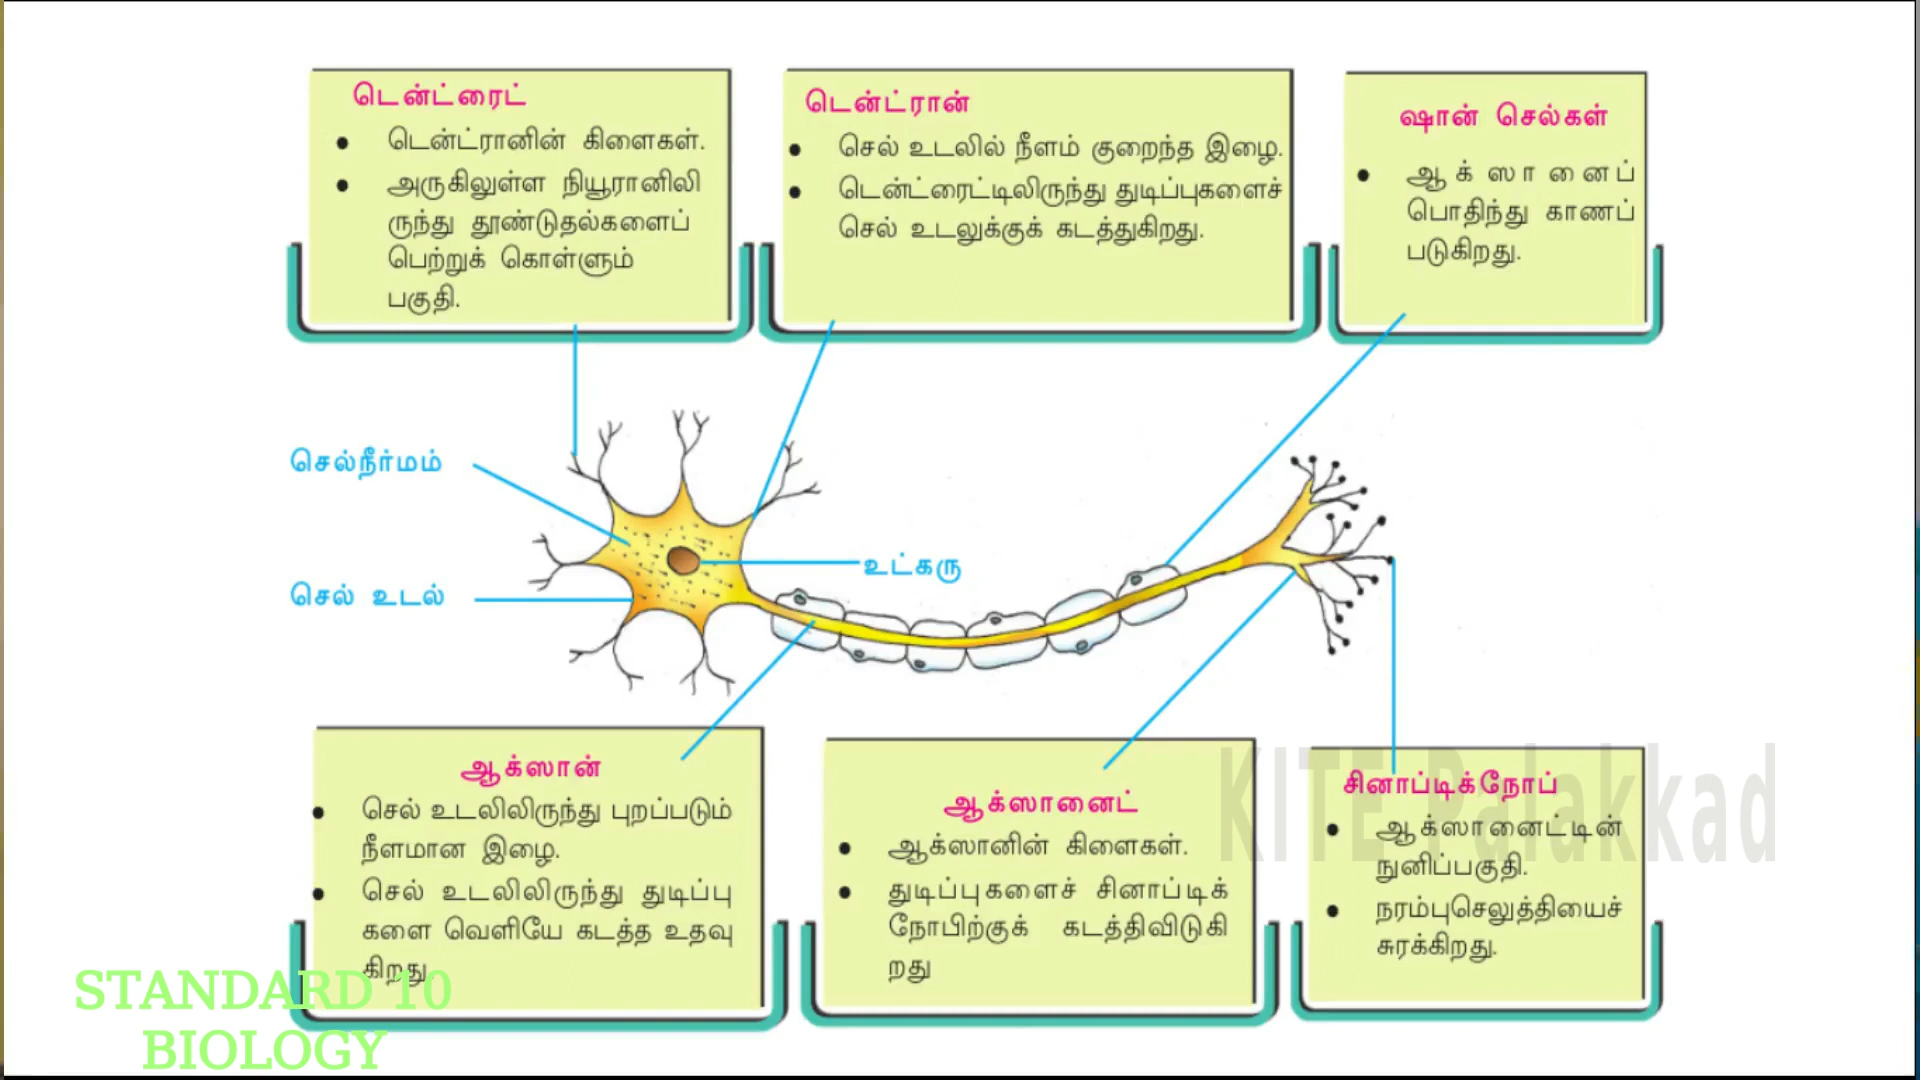 டென்ட்ரைட்
டென்ட்ரானின் கிளைகள்.
அருகிலுள்ள நியூரானிலி
ருந்து தூண்டுதல்களைப்
பெற்றுக் கொள்ளும்
பகுதி.
டென்ட்ரான்
செல் உடலில் நீளம் குறைந்த இழை.
டென்ட்ரைட்டிலிருந்து துடிப்புகளைச்
செல் உடலுக்குக் கடத்துகிறது.
ஷான் செல்கள்
ஆக்ஸானைப்
பொதிந்து காணப்
படுகிறது.
செல்நீர்மம்
உட்கரு
செல் உடல்
ஆக்ஸான்
செல் உடலிலிருந்து புறப்படும்
நீளமான இழை.
செல் உடலிலிருந்து துடிப்பு
களை வெளியே கடத்த உதவு
கிறது
ஆக்ஸானைட்
ஆக்ஸானின் கிளைகள்.
துடிப்புகளைச் சினாப்டிக்
நோபிற்குக் கடத்திவிடுகி
றது
சினாப்டிக்நோப்
ஆக்ஸானைட்டின்
நுனிப்பகுதி.
நரம்புசெலுத்தியைச்
சுரக்கிறது.
KITE Palakkad
STANDARD 10
BIOLOGY